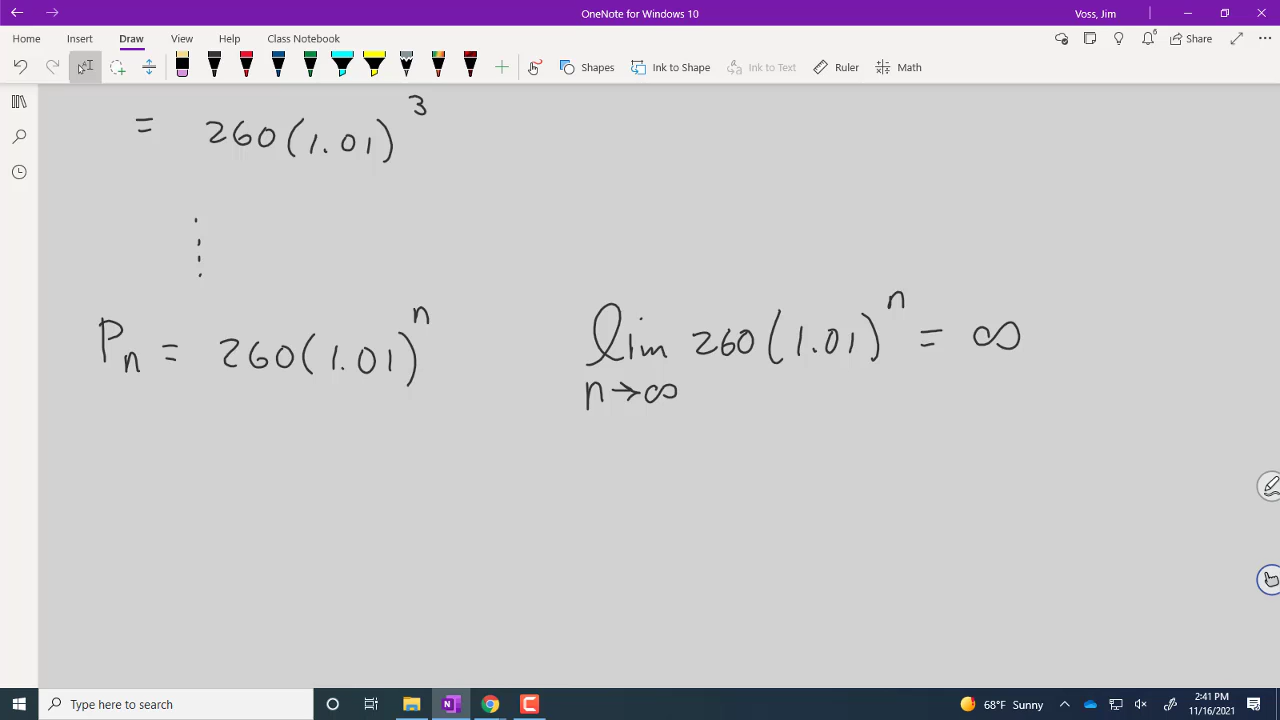 OneNote for Windows 10
Voss, Jim
Home Insert Draw View Help Class Notebook
6 Share
Shapes Ink to Shape Ink to Text Ruler Math
= 260(1.01)^3
⋮
P_n = 260(1.01)^n
lim 260(1.01)^n = ∞
n→∞
Type here to search
68°F Sunny
2:41 PM
11/16/2021